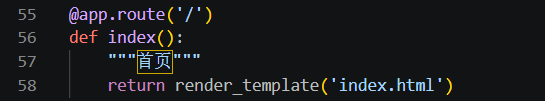 55 @app.route('/')
56 def index():
57     """首页"""
58     return render_template('index.html')